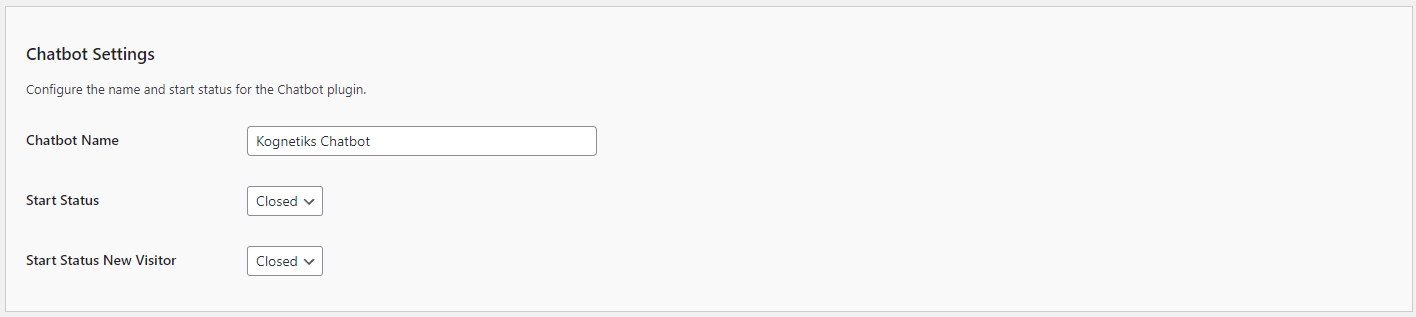 Chatbot Settings
Configure the name and start status for the Chatbot plugin.
Chatbot Name
Kognetiks Chatbot
Start Status
Closed
Start Status New Visitor
Closed